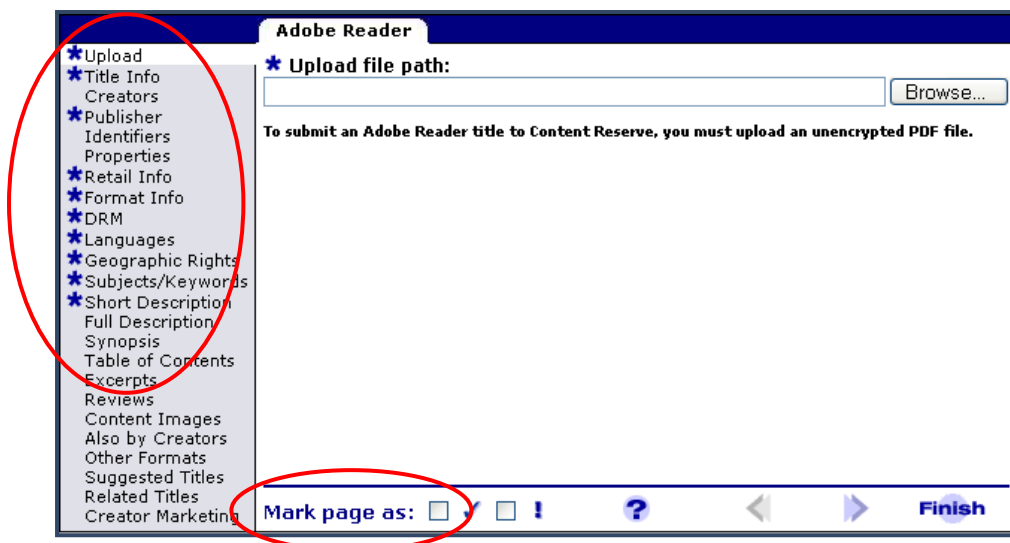 Adobe Reader
*Upload
*Title Info
Creators
*Publisher
Identifiers
Properties
*Retail Info
*Format Info
*DRM
*Languages
*Geographic Rights
*Subjects/Keywords
*Short Description
Full Description
Synopsis
Table of Contents
Excerpts
Reviews
Content Images
Also by Creators
Other Formats
Suggested Titles
Related Titles
Creator Marketing
* Upload file path:
Browse...
To submit an Adobe Reader title to Content Reserve, you must upload an unencrypted PDF file.
Mark page as: ✓ ! ? Finish